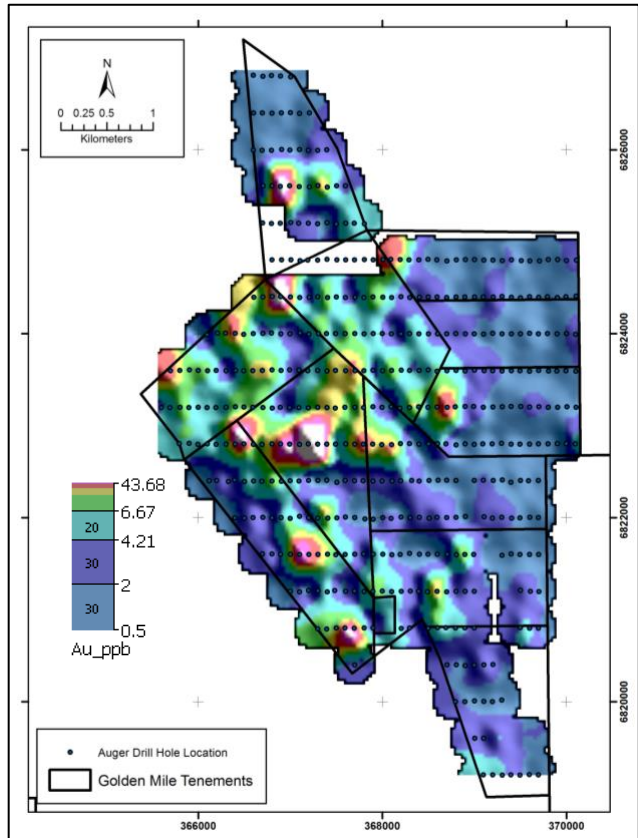 N
0 0.25 0.5 1
Kilometers
6826000
6824000
43.68
6.67
20
4.21
30
2
30
0.5
Au_ppb
6822000
6820000
Auger Drill Hole Location
Golden Mile Tenements
366000 368000 370000